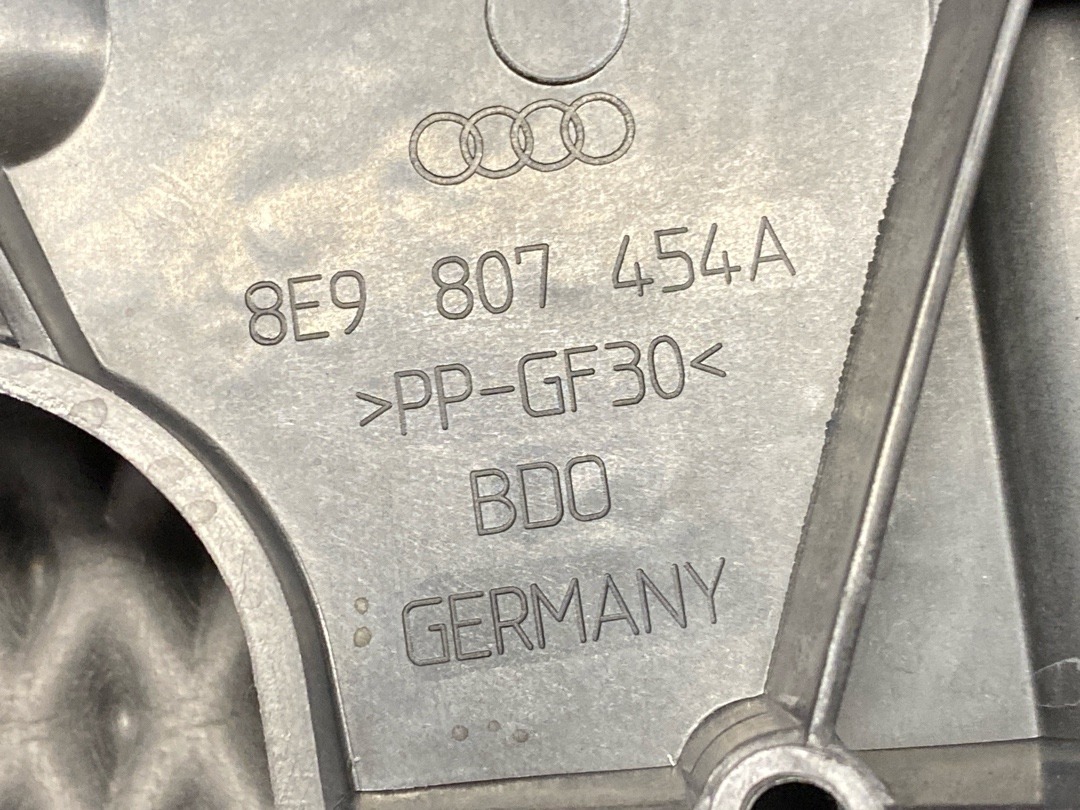 8E9 807 454A
>PP-GF30<
BDO
GERMANY